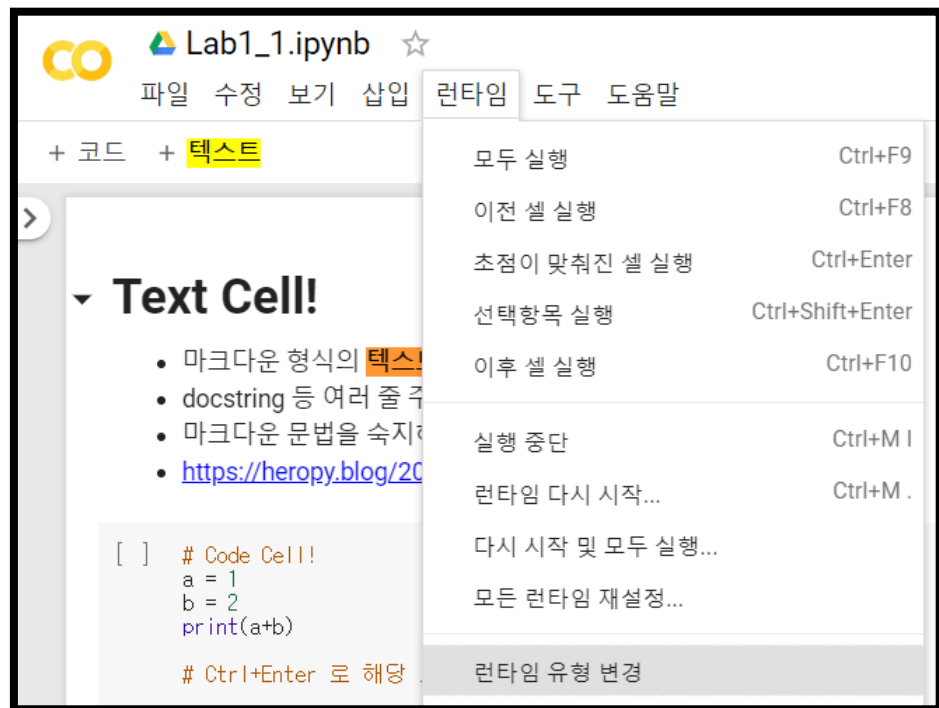 CO Lab1_1.ipynb
파일 수정 보기 삽입 런타임 도구 도움말
+ 코드 + 텍스트
모두 실행 Ctrl+F9
이전 셀 실행 Ctrl+F8
초점이 맞춰진 셀 실행 Ctrl+Enter
선택항목 실행 Ctrl+Shift+Enter
이후 셀 실행 Ctrl+F10
실행 중단 Ctrl+M I
런타임 다시 시작... Ctrl+M .
다시 시작 및 모두 실행...
모든 런타임 재설정...
런타임 유형 변경
Text Cell!
마크다운 형식의
docstring 등 여러 줄
마크다운 문법을
https://heropy.blog/20
[ ] # Code Cell!
a = 1
b = 2
print(a+b)
# Ctrl+Enter 로 해당